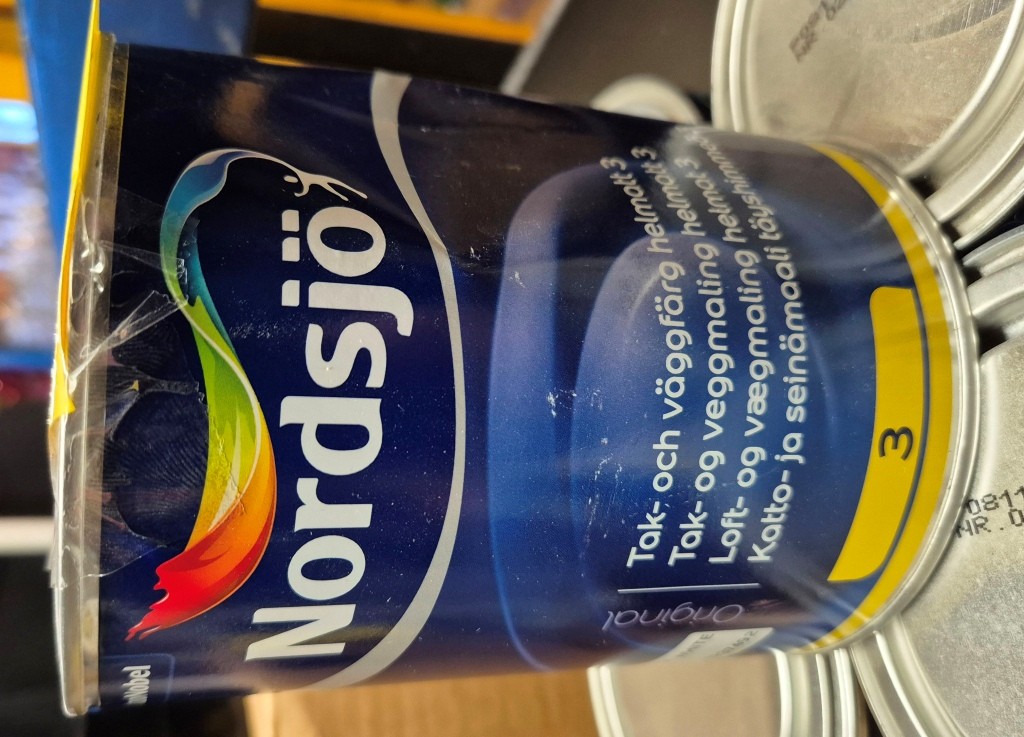 Nordsjö
Original
Tak- och väggfärg helmatt 3
Tak- og veggmaling helmatt 3
Loft- og vægmaling helmat 3
Katto- ja seinämaali täyshimmeä
3